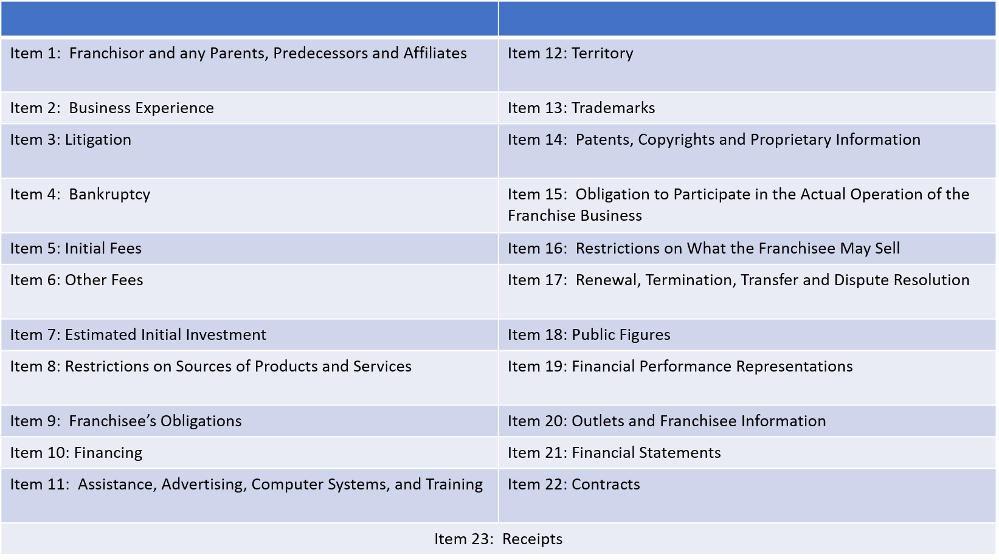 Item 1:  Franchisor and any Parents, Predecessors and Affiliates
Item 12: Territory
Item 2:  Business Experience
Item 13: Trademarks
Item 3: Litigation
Item 14:  Patents, Copyrights and Proprietary Information
Item 4:  Bankruptcy
Item 15:  Obligation to Participate in the Actual Operation of the
Franchise Business
Item 5: Initial Fees
Item 16:  Restrictions on What the Franchisee May Sell
Item 6: Other Fees
Item 17:  Renewal, Termination, Transfer and Dispute Resolution
Item 7: Estimated Initial Investment
Item 18: Public Figures
Item 8: Restrictions on Sources of Products and Services
Item 19: Financial Performance Representations
Item 9:  Franchisee’s Obligations
Item 20: Outlets and Franchisee Information
Item 10: Financing
Item 21: Financial Statements
Item 11:  Assistance, Advertising, Computer Systems, and Training
Item 22: Contracts
Item 23:  Receipts